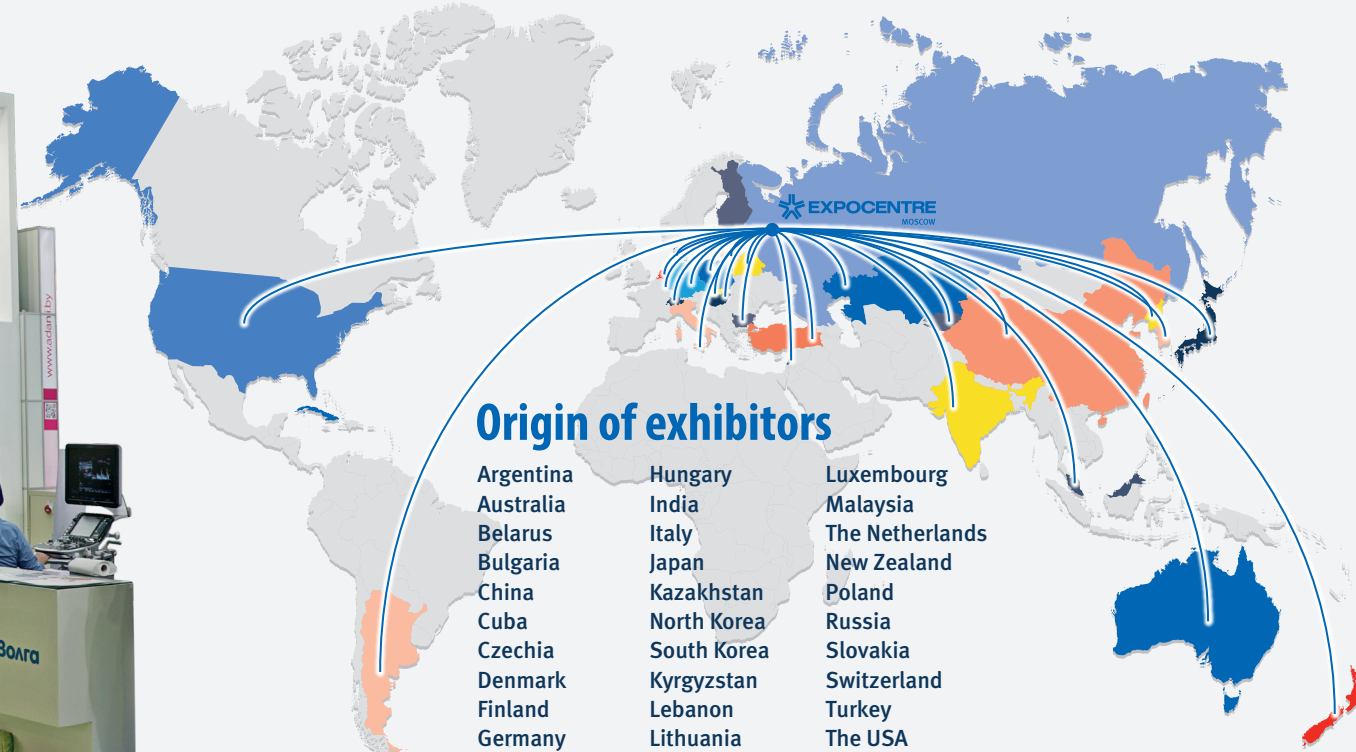 www.adani.by
Волга
EXPOCENTRE
MOSCOW
Origin of exhibitors
Argentina
Australia
Belarus
Bulgaria
China
Cuba
Czechia
Denmark
Finland
Germany
Hungary
India
Italy
Japan
Kazakhstan
North Korea
South Korea
Kyrgyzstan
Lebanon
Lithuania
Luxembourg
Malaysia
The Netherlands
New Zealand
Poland
Russia
Slovakia
Switzerland
Turkey
The USA